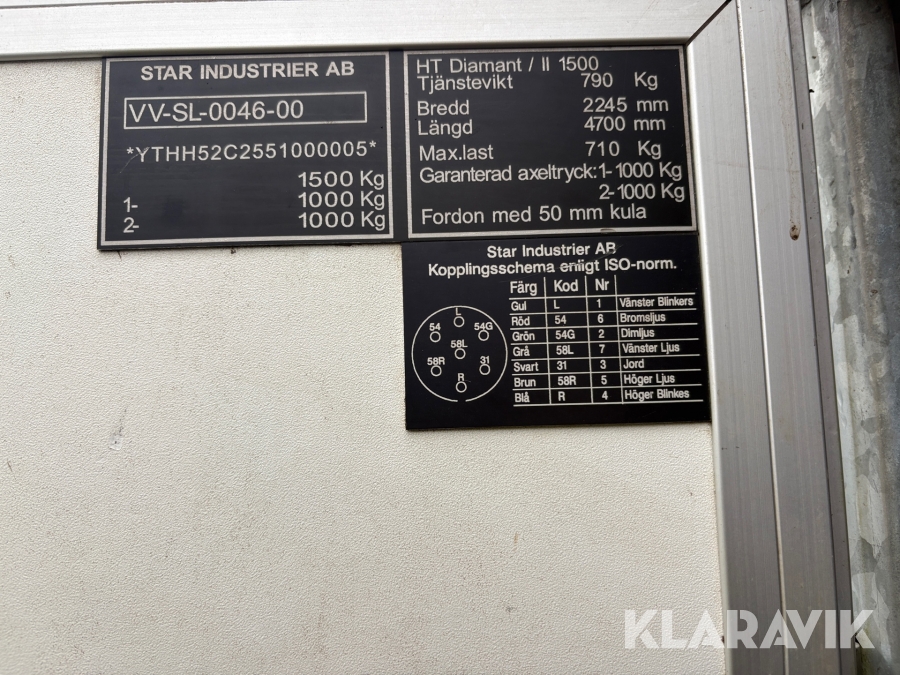 STAR INDUSTRIER AB
VV-SL-0046-00
*YTHH52C2551000005*
1500 Kg
1- 1000 Kg
2- 1000 Kg
HT Diamant / II 1500
Tjänstevikt 790 Kg
Bredd 2245 mm
Längd 4700 mm
Max.last 710 Kg
Garanterad axeltryck:1-1000 Kg
2-1000 Kg
Fordon med 50 mm kula
Star Industrier AB
Kopplingsschema enligt ISO-norm.
L
54 54G
58L
58R 31
R
Färg Kod Nr
Gul L 1 Vänster Blinkers
Röd 54 6 Bromsljus
Grön 54G 2 Dimljus
Grå 58L 7 Vänster Ljus
Svart 31 3 Jord
Brun 58R 5 Höger Ljus
Blå R 4 Höger Blinkes
KLARAVIK